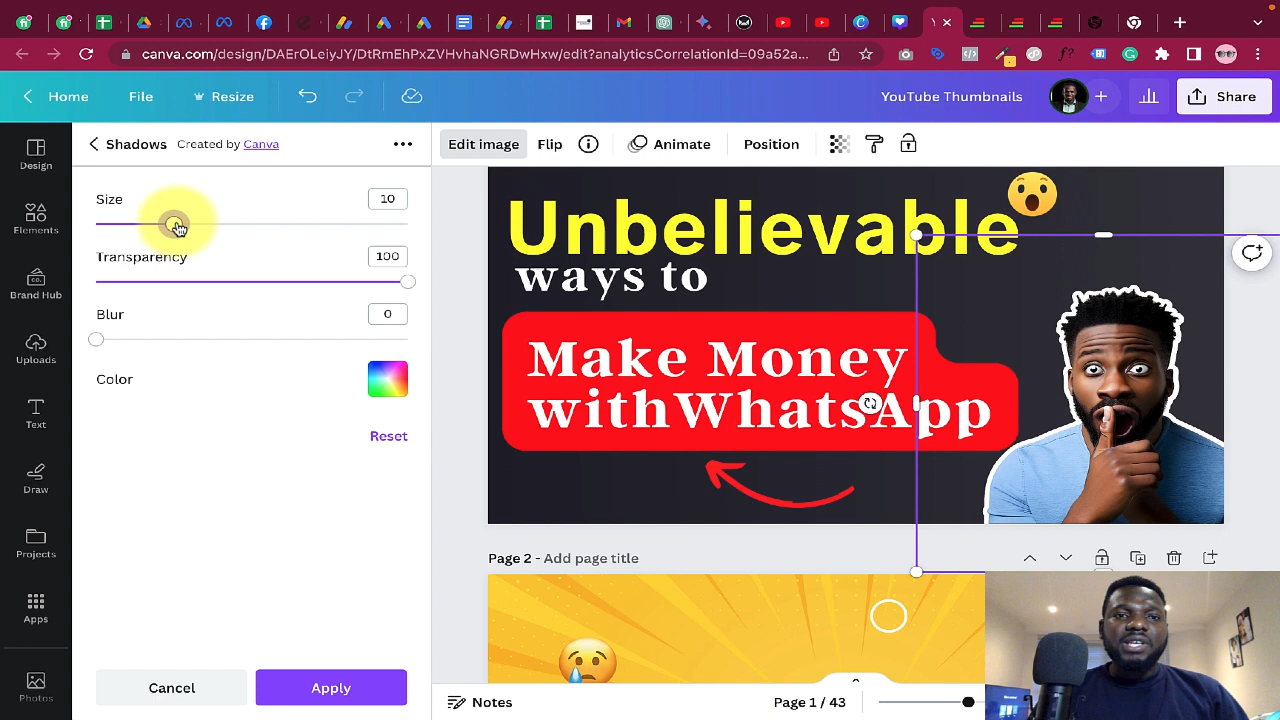 canva.com/design/DAErOLeiyJY/DtRmEhPxZVHvhaNGRDwHxw/edit?analyticsCorrelationId=09a52a...
Home
File
Resize
YouTube Thumbnails
Share
Design
Elements
Brand Hub
Uploads
Text
Draw
Projects
Apps
Photos
Shadows Created by Canva
Size 10
Transparency 100
Blur 0
Color
Reset
Cancel
Apply
Edit image
Flip
Animate
Position
Unbelievable
ways to
Make Money
withWhatsApp
Page 2 - Add page title
Notes
Page 1 / 43